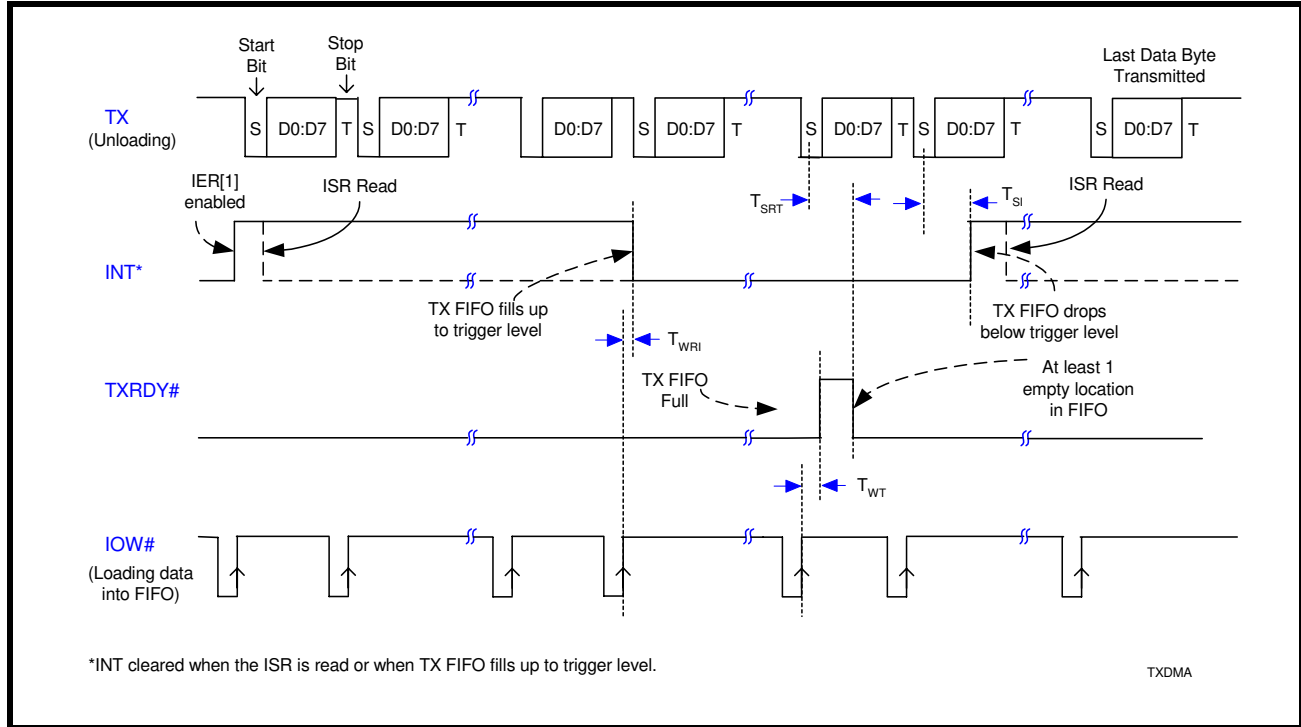 Start
Bit
Stop
Bit
Last Data Byte
Transmitted
TX
(Unloading)
S D0:D7 T S D0:D7 T D0:D7 S D0:D7 T S D0:D7 T S D0:D7 T S D0:D7 T
IER[1]
enabled
ISR Read
TSRT
TSI
ISR Read
INT*
TX FIFO fills up
to trigger level
TX FIFO drops
below trigger level
TWRI
TXRDY#
TX FIFO
Full
At least 1
empty location
in FIFO
TWT
IOW#
(Loading data
into FIFO)
*INT cleared when the ISR is read or when TX FIFO fills up to trigger level.
TXDMA